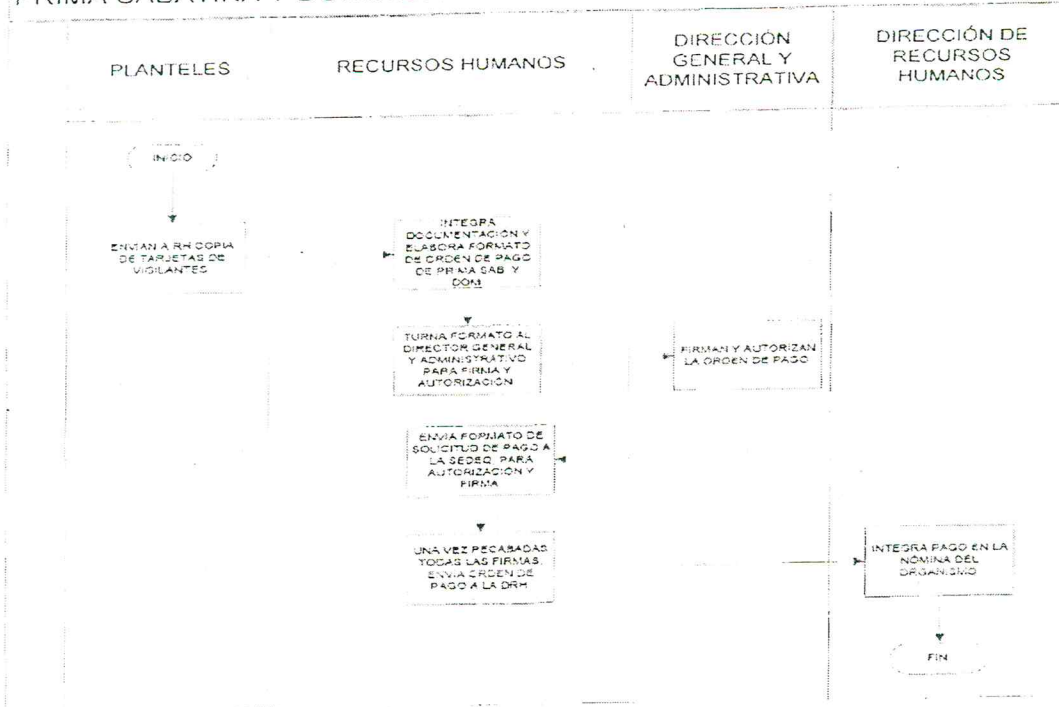 PRIMA SABATINA Y
PLANTELES
RECURSOS HUMANOS
DIRECCIÓN
GENERAL Y
ADMINISTRATIVA
DIRECCIÓN DE
RECURSOS
HUMANOS
INICIO
ENVIAN A RH COPIA
DE TARJETAS DE
VIGILANTES
INTEGRA
DOCUMENTACIÓN Y
ELABORA FORMATO
DE ORDEN DE PAGO
DE PRIMA SAB. Y
DOM
TURNA FORMATO AL
DIRECTOR GENERAL
Y ADMINISTRATIVO
PARA FIRMA Y
AUTORIZACIÓN
FIRMAN Y AUTORIZAN
LA ORDEN DE PAGO
ENVIA FORMATO DE
SOLICITUD DE PAGO A
LA SEDEQ, PARA
AUTORIZACIÓN Y
FIRMA
UNA VEZ RECABADAS
TODAS LAS FIRMAS,
ENVIA ORDEN DE
PAGO A LA DRH
INTEGRA PAGO EN LA
NOMINA DEL
ORGANISMO
FIN